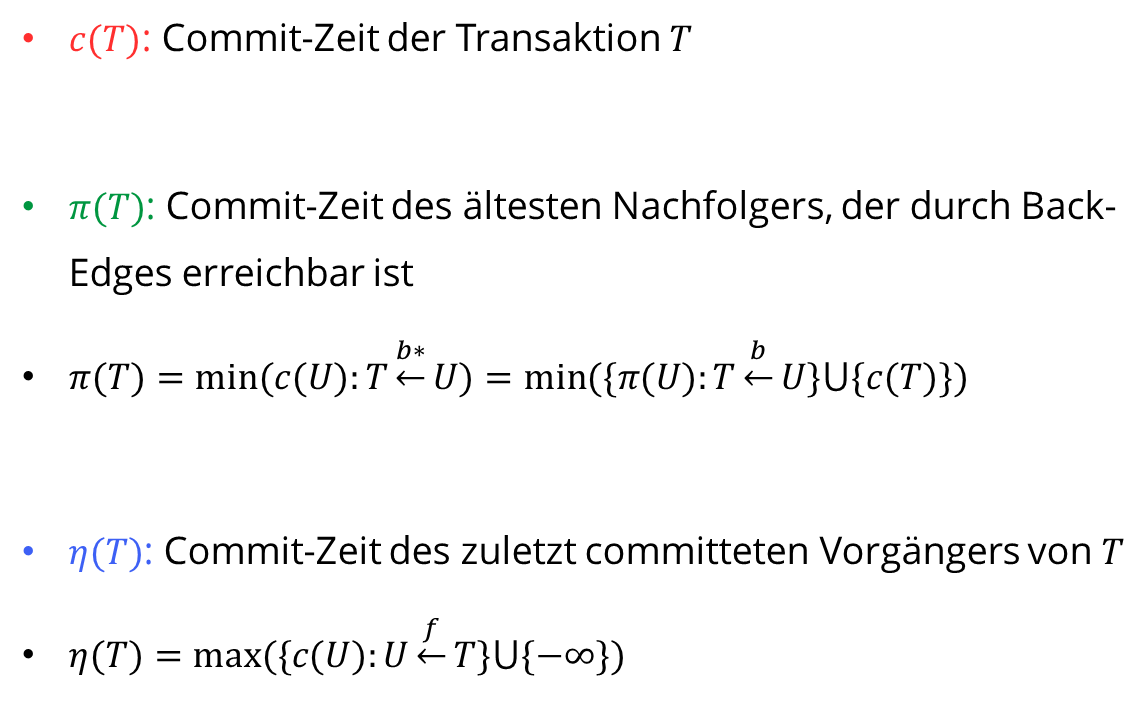 • c(T): Commit-Zeit der Transaktion T
• π(T): Commit-Zeit des ältesten Nachfolgers, der durch Back-
Edges erreichbar ist
• π(T) = min(c(U): T ←^{b*} U) = min({π(U): T ←^{b} U}⋃{c(T)})
• η(T): Commit-Zeit des zuletzt committeten Vorgängers von T
• η(T) = max({c(U): U ←^{f} T}⋃{−∞})